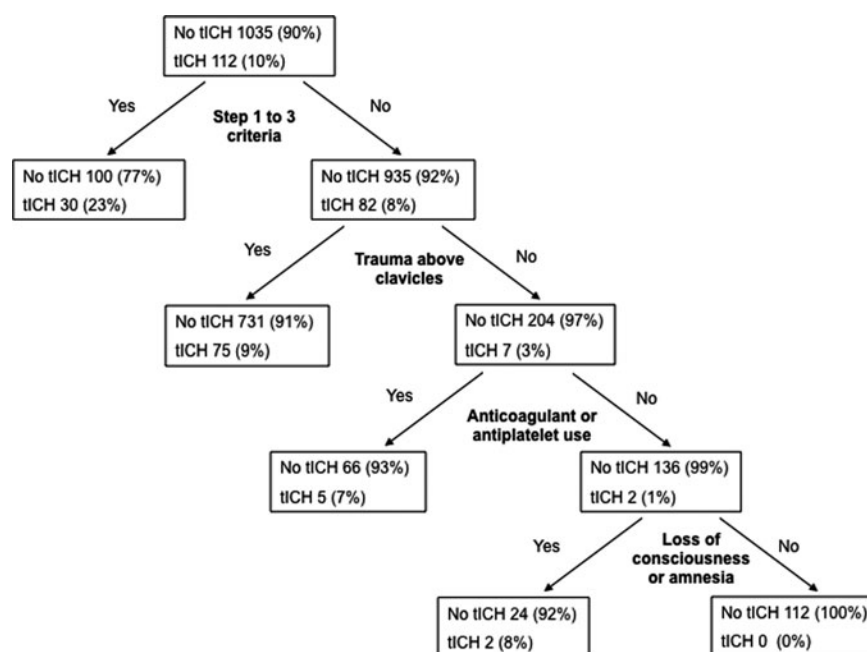 No tICH 1035 (90%)
tICH 112 (10%)
Yes
No
Step 1 to 3
criteria
No tICH 100 (77%)
tICH 30 (23%)
No tICH 935 (92%)
tICH 82 (8%)
Yes
No
Trauma above
clavicles
No tICH 731 (91%)
tICH 75 (9%)
No tICH 204 (97%)
tICH 7 (3%)
Yes
No
Anticoagulant or
antiplatelet use
No tICH 66 (93%)
tICH 5 (7%)
No tICH 136 (99%)
tICH 2 (1%)
Yes
No
Loss of
consciousness
or amnesia
No tICH 24 (92%)
tICH 2 (8%)
No tICH 112 (100%)
tICH 0 (0%)